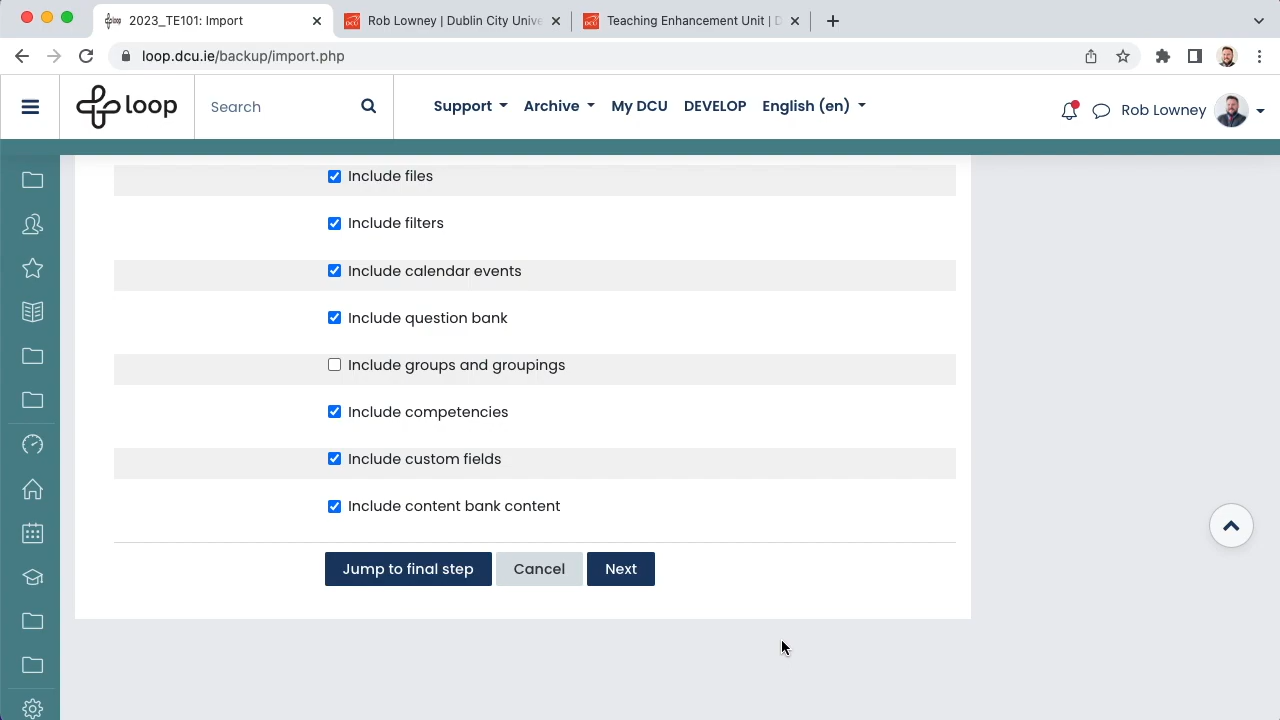 2023_TE101: Import
Rob Lowney | Dublin City Unive
Teaching Enhancement Unit | D
loop.dcu.ie/backup/import.php
loop
Search
Support
Archive
My DCU
DEVELOP
English (en)
Rob Lowney
Include files
Include filters
Include calendar events
Include question bank
Include groups and groupings
Include competencies
Include custom fields
Include content bank content
Jump to final step
Cancel
Next